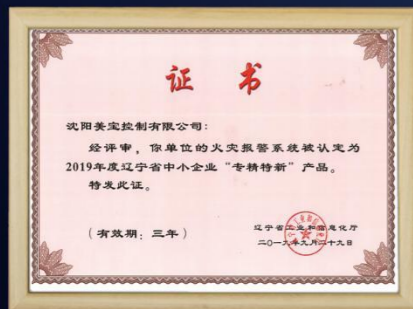 证 书
沈阳美宝控制有限公司：
经评审，你单位的火灾报警系统被认定为
2019年度辽宁省中小企业“专精特新”产品。
特发此证。
（有效期：三年）
辽宁省工业和信息化厅
二〇一九年九月二十九日